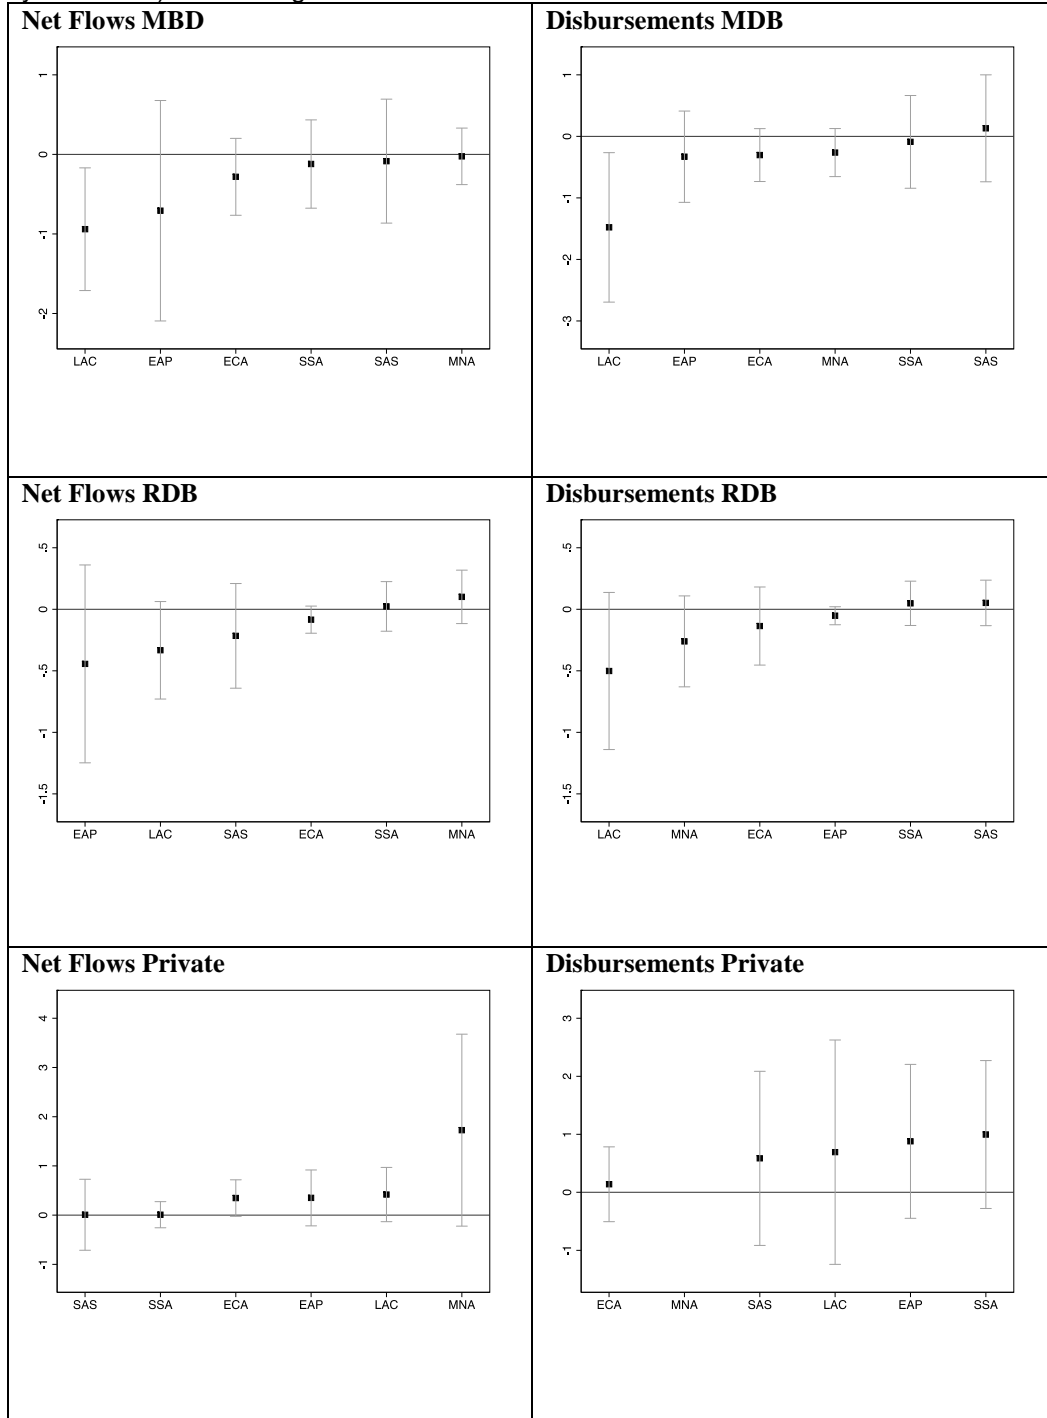 Net Flows MBD
1
0
-1
-2
LAC EAP ECA SSA SAS MNA
Disbursements MDB
1
0
-1
-2
-3
LAC EAP ECA MNA SSA SAS
Net Flows RDB
.5
0
-.5
-1
-1.5
EAP LAC SAS ECA SSA MNA
Disbursements RDB
.5
0
-.5
-1
-1.5
LAC MNA ECA EAP SSA SAS
Net Flows Private
4
3
2
1
0
-1
SAS SSA ECA EAP LAC MNA
Disbursements Private
3
2
1
0
-1
ECA MNA SAS LAC EAP SSA